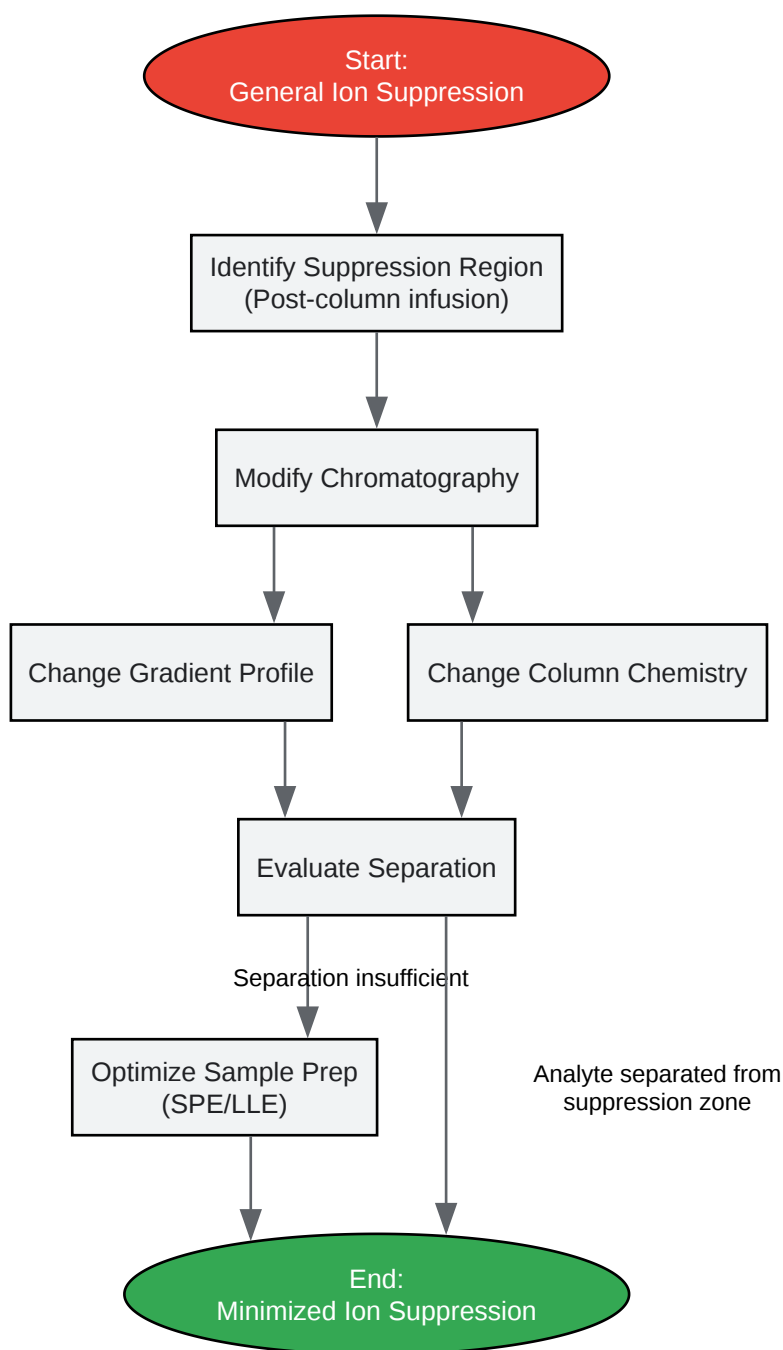 Start:
General Ion Suppression
Identify Suppression Region
(Post-column infusion)
Modify Chromatography
Change Gradient Profile
Change Column Chemistry
Evaluate Separation
Separation insufficient
Optimize Sample Prep
(SPE/LLE)
Analyte separated from
suppression zone
End:
Minimized Ion Suppression